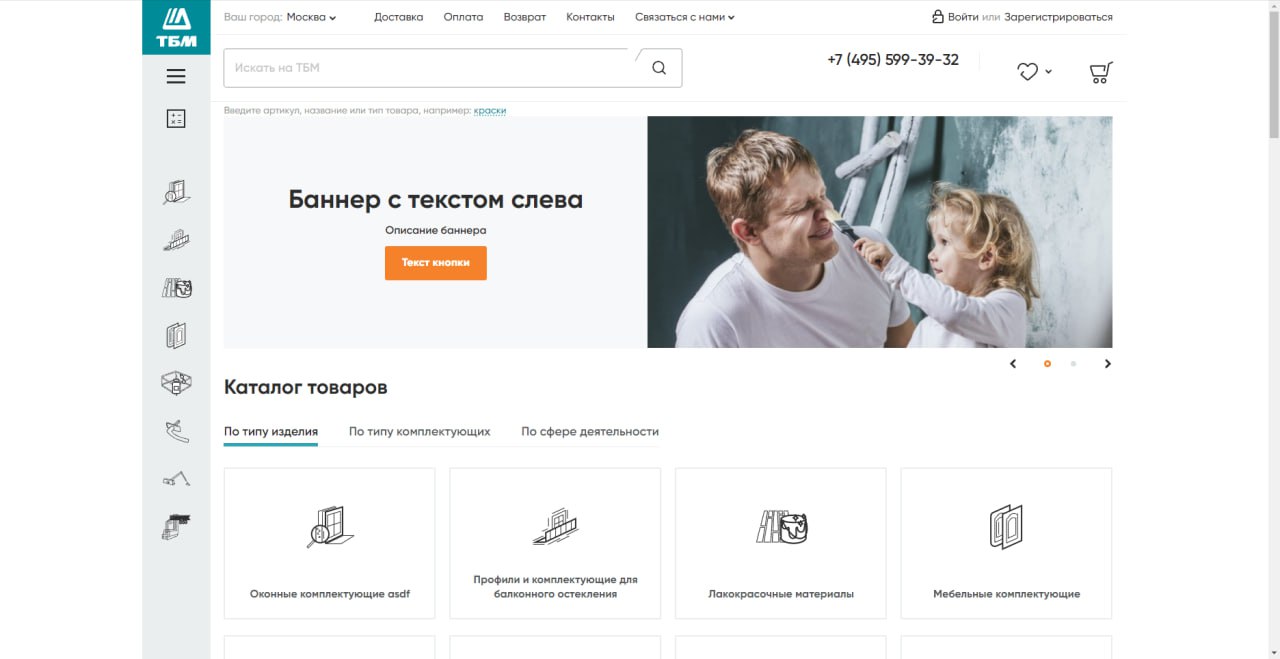 ТБМ
Ваш город: Москва
Доставка
Оплата
Возврат
Контакты
Связаться с нами
Войти или Зарегистрироваться
Искать на ТБМ
+7 (495) 599-39-32
Введите артикул, название или тип товара, например: краски
Баннер с текстом слева
Описание баннера
Текст кнопки
Каталог товаров
По типу изделия
По типу комплектующих
По сфере деятельности
Оконные комплектующие asdf
Профили и комплектующие для
балконного остекления
Лакокрасочные материалы
Мебельные комплектующие